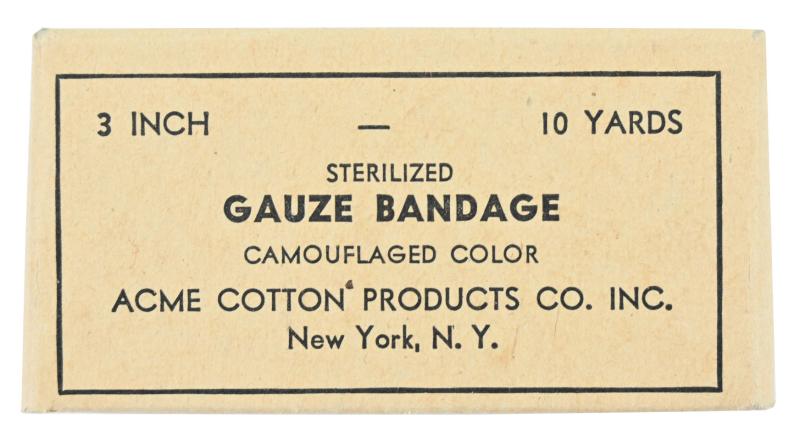 3 INCH — 10 YARDS
STERILIZED
GAUZE BANDAGE
CAMOUFLAGED COLOR
ACME COTTON PRODUCTS CO. INC.
New York, N. Y.